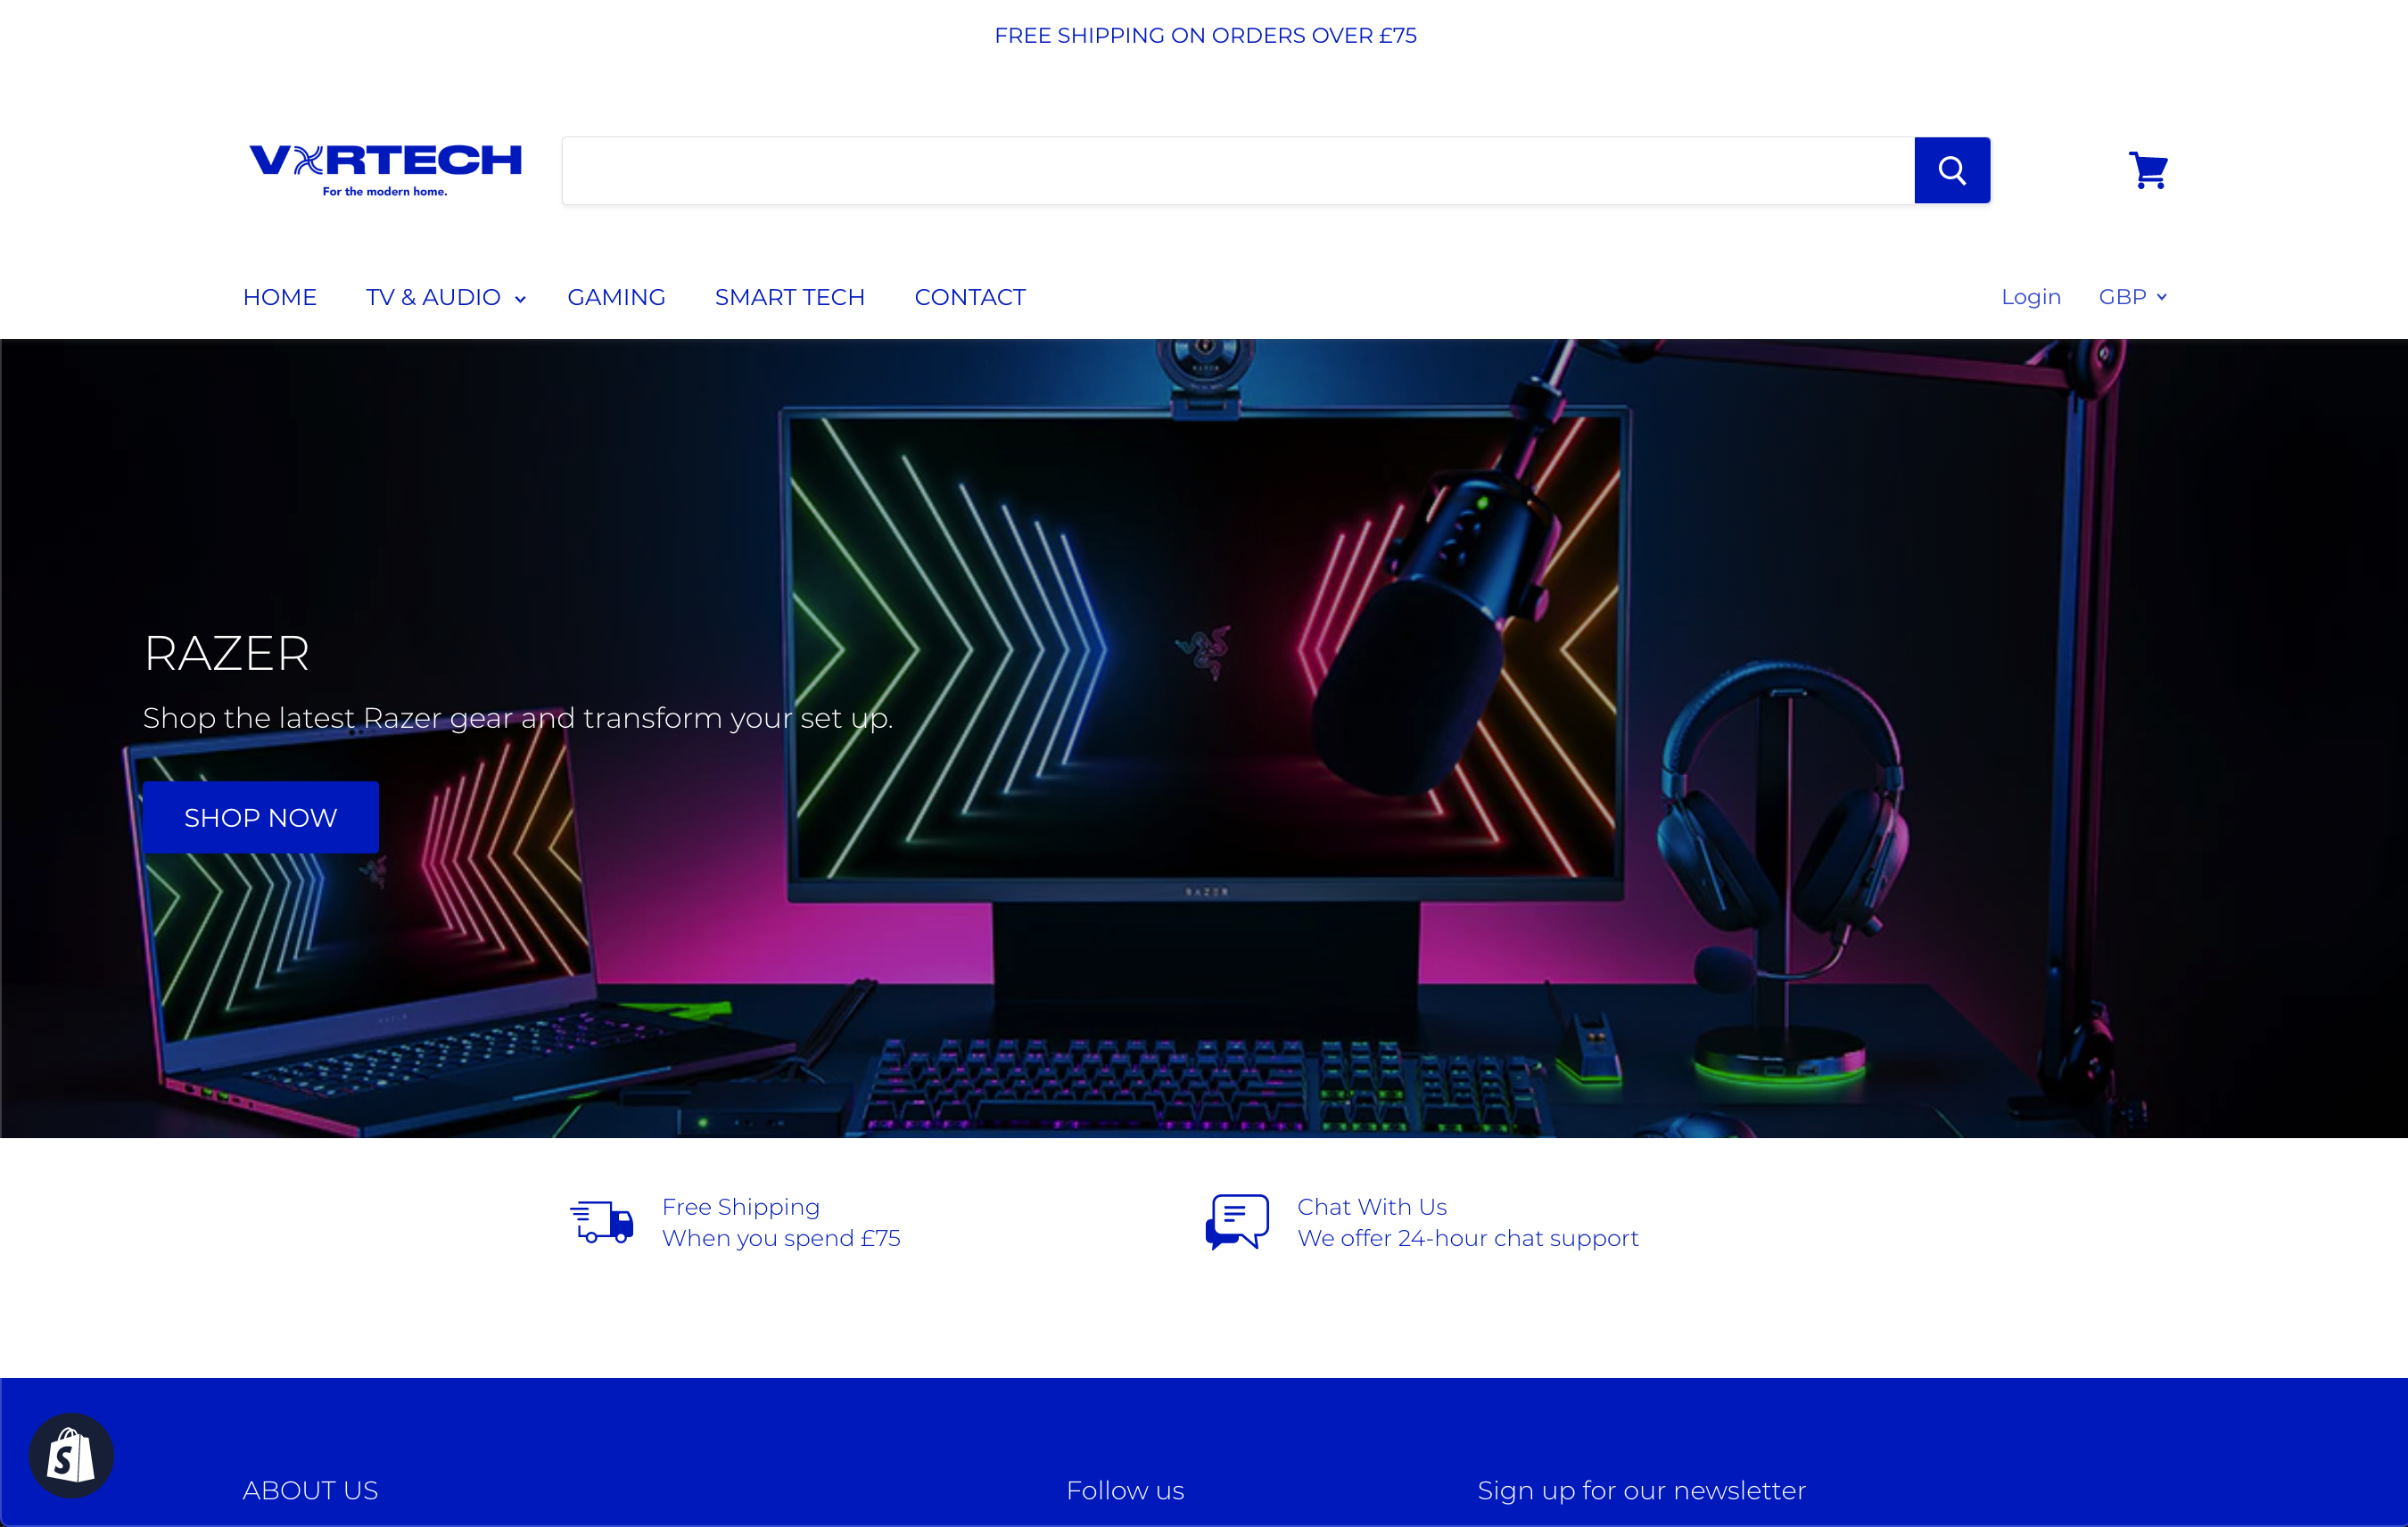 FREE SHIPPING ON ORDERS OVER £75
VXRTECH
For the modern home.
HOME TV & AUDIO GAMING SMART TECH CONTACT Login GBP
RAZER
Shop the latest Razer gear and transform your set up.
SHOP NOW
RAZER
Free Shipping
When you spend £75
Chat With Us
We offer 24-hour chat support
ABOUT US Follow us Sign up for our newsletter